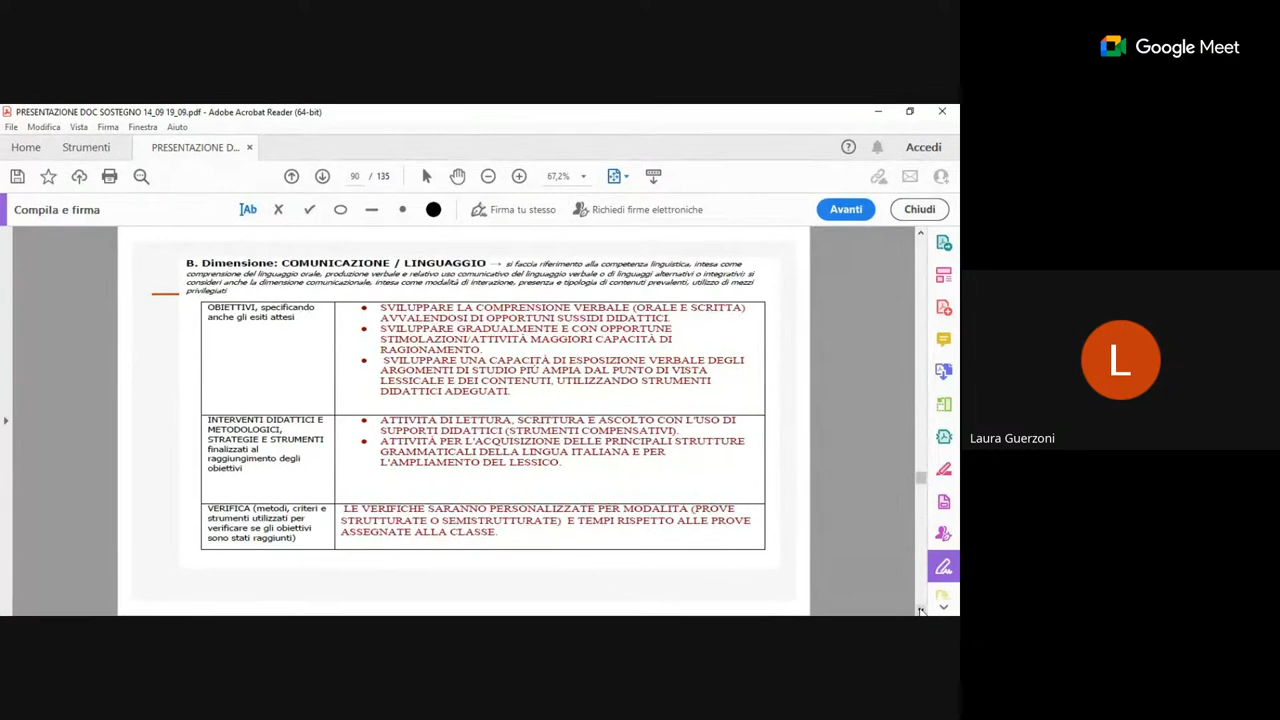 Google Meet
PRESENTAZIONE DOC SOSTEGNO 14_09 19_09.pdf - Adobe Acrobat Reader (64-bit)
File Modifica Vista Firma Finestra Aiuto
Home Strumenti PRESENTAZIONE D... × Accedi
90 / 135 67,2%
Compila e firma Ab Firma tu stesso Richiedi firme elettroniche Avanti Chiudi
B. Dimensione: COMUNICAZIONE / LINGUAGGIO → si faccia riferimento alla competenza linguistica, intesa come
comprensione del linguaggio orale, produzione verbale e relativo uso comunicativo del linguaggio verbale o di linguaggi alternativi o integrativi; si
consideri anche la dimensione comunicazionale, intesa come modalità di interazione, presenza e tipologia di contenuti prevalenti, utilizzo di mezzi
privilegiati
OBIETTIVI, specificando
anche gli esiti attesi
• SVILUPPARE LA COMPRENSIONE VERBALE (ORALE E SCRITTA)
AVVALENDOSI DI OPPORTUNI SUSSIDI DIDATTICI.
• SVILUPPARE GRADUALMENTE E CON OPPORTUNE
STIMOLAZIONI/ATTIVITÀ MAGGIORI CAPACITÀ DI
RAGIONAMENTO.
• SVILUPPARE UNA CAPACITÀ DI ESPOSIZIONE VERBALE DEGLI
ARGOMENTI DI STUDIO PIÙ AMPIA DAL PUNTO DI VISTA
LESSICALE E DEI CONTENUTI, UTILIZZANDO STRUMENTI
DIDATTICI ADEGUATI.
INTERVENTI DIDATTICI E
METODOLOGICI,
STRATEGIE E STRUMENTI
finalizzati al
raggiungimento degli
obiettivi
• ATTIVITÀ DI LETTURA, SCRITTURA E ASCOLTO CON L'USO DI
SUPPORTI DIDATTICI (STRUMENTI COMPENSATIVI).
• ATTIVITÀ PER L'ACQUISIZIONE DELLE PRINCIPALI STRUTTURE
GRAMMATICALI DELLA LINGUA ITALIANA E PER
L'AMPLIAMENTO DEL LESSICO.
VERIFICA (metodi, criteri e
strumenti utilizzati per
verificare se gli obiettivi
sono stati raggiunti)
LE VERIFICHE SARANNO PERSONALIZZATE PER MODALITÀ (PROVE
STRUTTURATE O SEMISTRUTTURATE) E TEMPI RISPETTO ALLE PROVE
ASSEGNATE ALLA CLASSE.
L
Laura Guerzoni